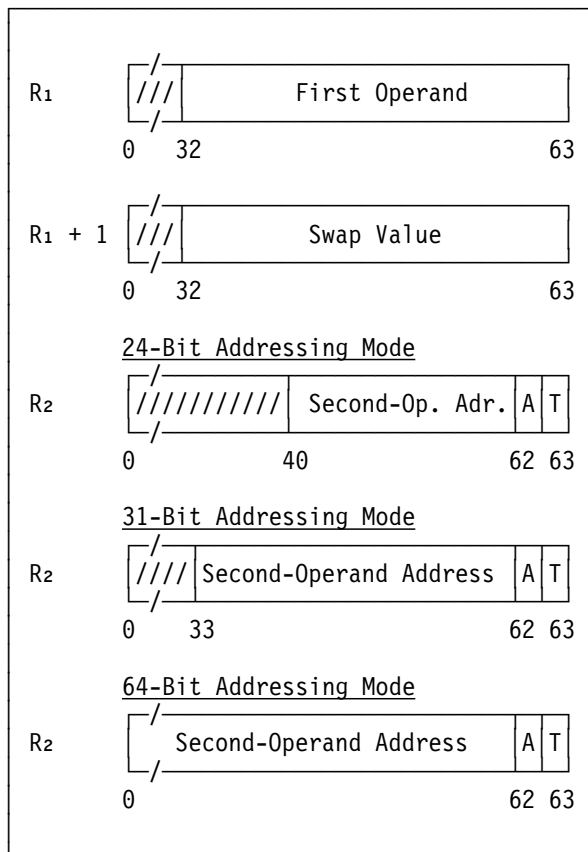 R₁ /// First Operand
0 32 63
R₁ + 1 /// Swap Value
0 32 63
24-Bit Addressing Mode
R₂ /////////// Second-Op. Adr. A T
0 40 62 63
31-Bit Addressing Mode
R₂ //// Second-Operand Address A T
0 33 62 63
64-Bit Addressing Mode
R₂ Second-Operand Address A T
0 62 63